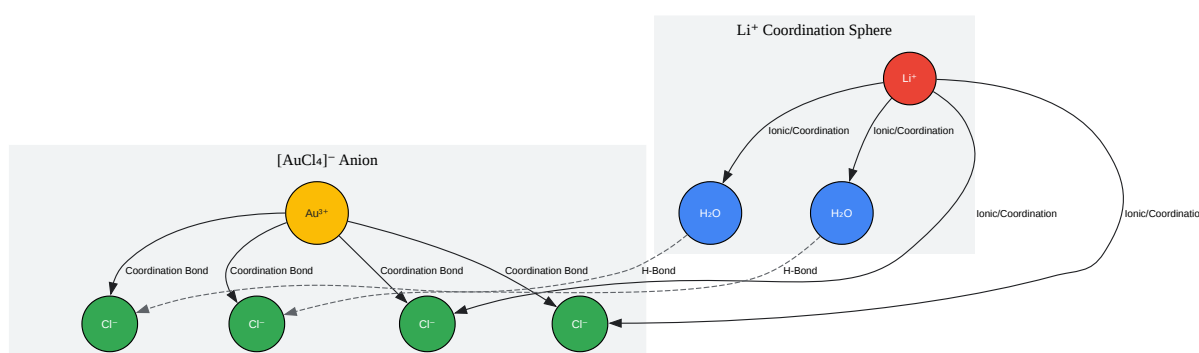 Li⁺ Coordination Sphere
Li⁺
Ionic/Coordination
Ionic/Coordination
[AuCl₄]⁻ Anion
Au³⁺
H₂O
H₂O
Ionic/Coordination
Ionic/Coordinatio
Coordination Bond
Coordination Bond
Coordination Bond
Coordination Bond
H-Bond
H-Bond
Cl⁻
Cl⁻
Cl⁻
Cl⁻